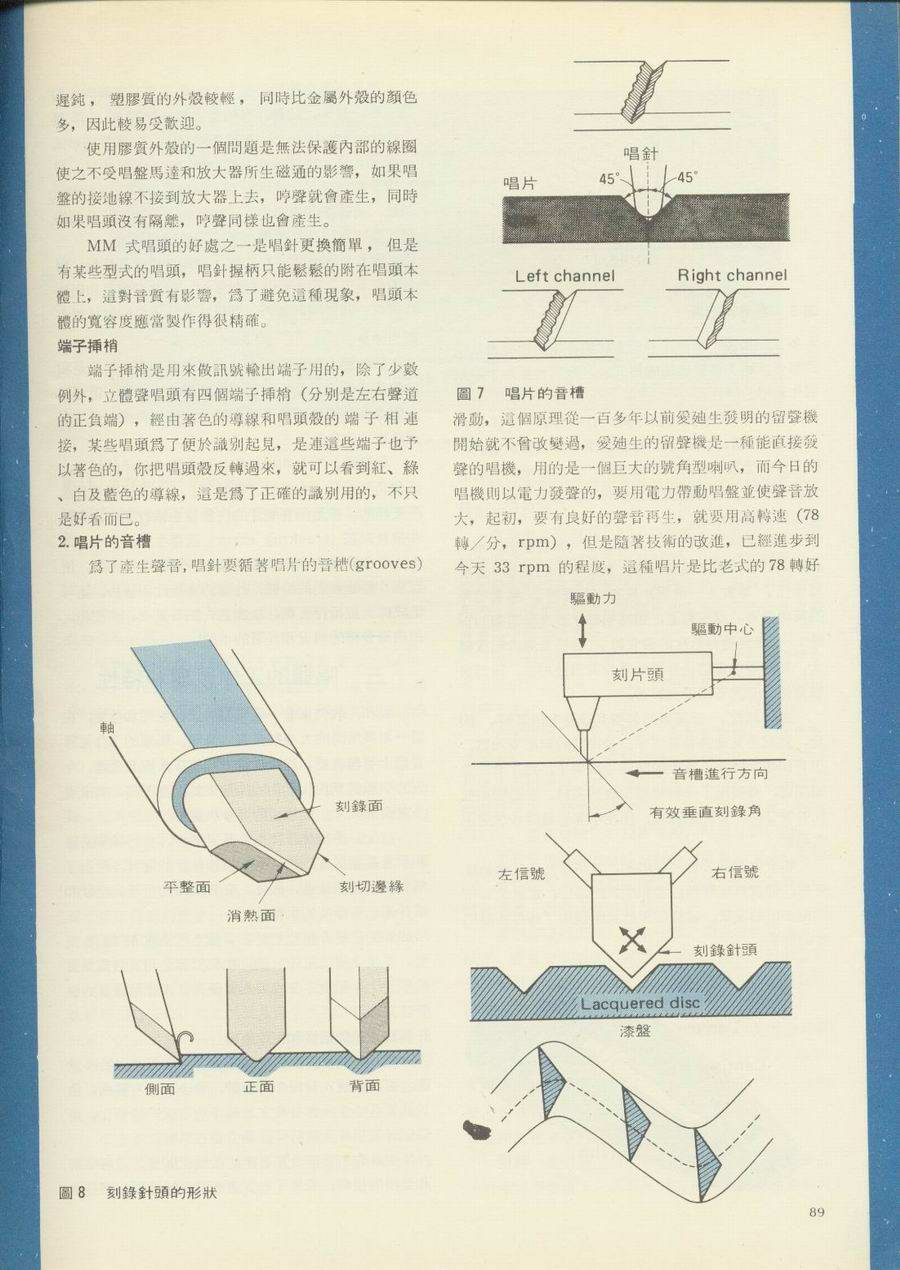 遲鈍，塑膠質的外殼較輕，同時比金屬外殼的顏色
多，因此較易受歡迎。
使用膠質外殼的一個問題是無法保護內部的線圈
使之不受唱盤馬達和放大器所生磁通的影響，如果唱
盤的接地線不接到放大器上去，哼聲就會產生，同時
如果唱頭沒有隔離，哼聲同樣也會產生。
MM 式唱頭的好處之一是唱針更換簡單，但是
有某些型式的唱頭，唱針握柄只能鬆鬆的附在唱頭本
體上，這對音質有影響，爲了避免這種現象，唱頭本
體的寬容度應當製作得很精確。
端子揷梢
端子揷梢是用來做訊號輸出端子用的，除了少數
例外，立體聲唱頭有四個端子揷梢（分別是左右聲道
的正負端），經由著色的導線和唱頭殼的端子相連
接，某些唱頭爲了便於識別起見，是連這些端子也予
以著色的，你把唱頭殼反轉過來，就可以看到紅、綠
、白及藍色的導線，這是爲了正確的識別用的，不只
是好看而已。
2. 唱片的音槽
爲了產生聲音,唱針要循著唱片的音槽(grooves)
唱針
唱片
45°
45°
Left channel
Right channel
圖 7 唱片的音槽
滑動，這個原理從一百多年以前愛廸生發明的留聲機
開始就不曾改變過，愛廸生的留聲機是一種能直接發
聲的唱機，用的是一個巨大的號角型喇叭，而今日的
唱機則以電力發聲的，要用電力帶動唱盤並使聲音放
大，起初，要有良好的聲音再生，就要用高轉速（78
轉／分，rpm），但是隨著技術的改進，已經進步到
今天 33 rpm 的程度，這種唱片是比老式的 78 轉好
軸
刻錄面
平整面
刻切邊緣
消熱面
側面
正面
背面
圖 8 刻錄針頭的形狀
驅動力
驅動中心
刻片頭
音槽進行方向
有效垂直刻錄角
左信號
右信號
刻錄針頭
Lacquered disc
漆盤
89